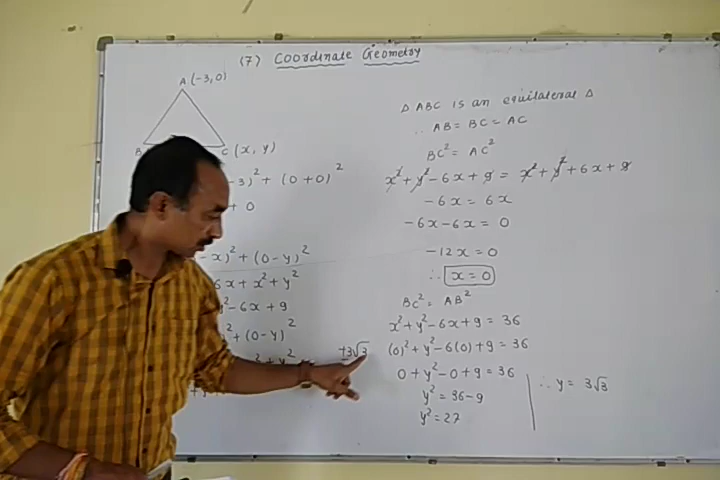 (7) Coordinate Geometry
A (-3,0)
B
C (x, y)
-3)² + (0+0)²
+ 0
-x)² + (0-y)²
6x + x² + y²
y² -6x + 9
)² + (0-y)²
x² + y²
+y
±3√3
Δ ABC is an equilateral Δ
∴ AB = BC = AC
BC² = AC²
x² + y² - 6x + 9 = x² + y² + 6x + 9
-6x = 6x
-6x - 6x = 0
-12x = 0
∴ x = 0
BC² = AB²
x² + y² - 6x + 9 = 36
(0)² + y² - 6(0) + 9 = 36
0 + y² - 0 + 9 = 36
y² = 36 - 9
y² = 27
∴ y = 3√3